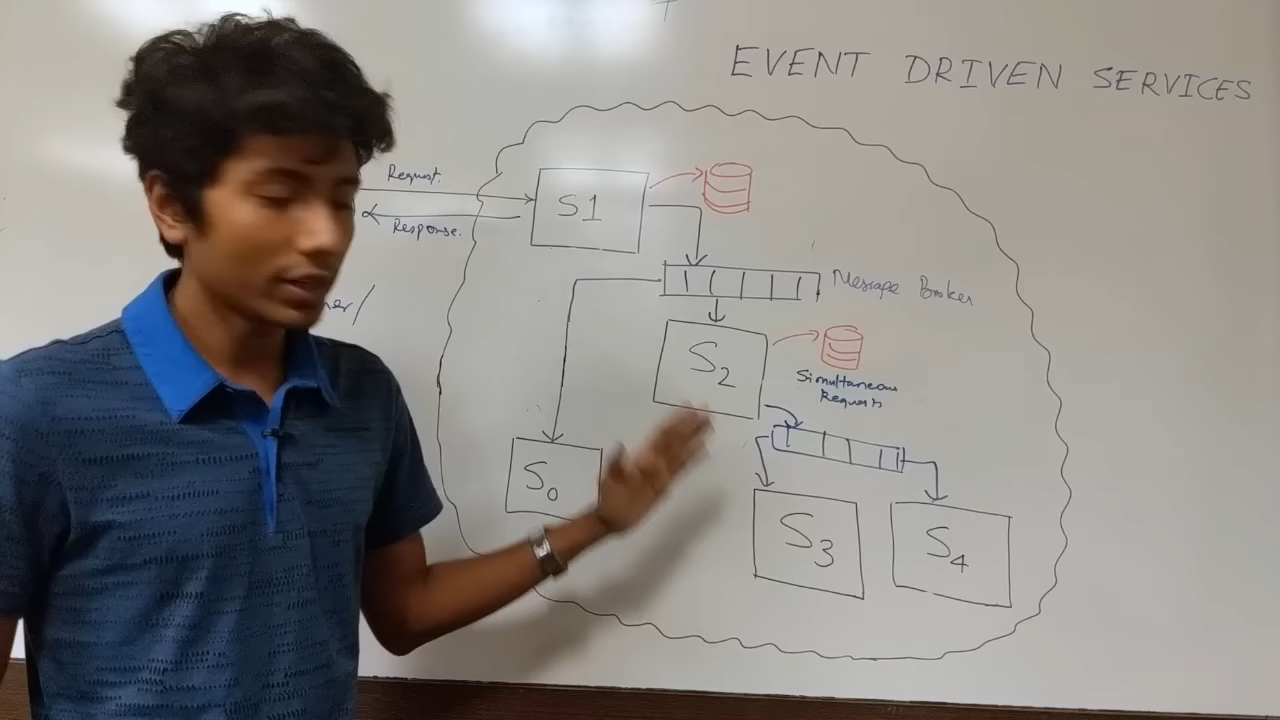 EVENT DRIVEN SERVICES
Request.
S1
Response.
Message Broker
S2
Simultaneous
Requests
S0
S3
S4